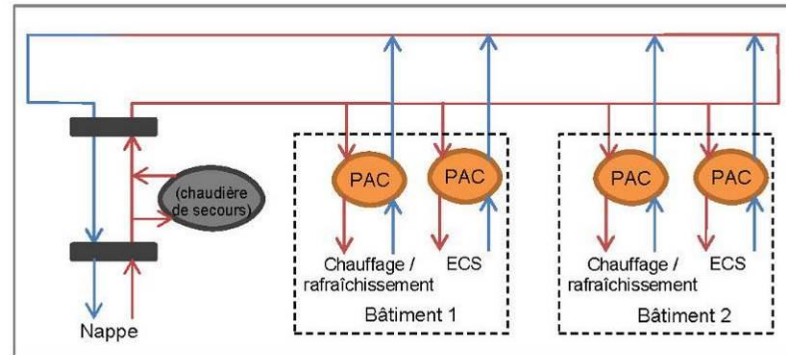 (chaudière
de secours)
PAC
PAC
PAC
PAC
Chauffage /
rafraîchissement
ECS
Chauffage /
rafraîchissement
ECS
Bâtiment 1
Bâtiment 2
Nappe